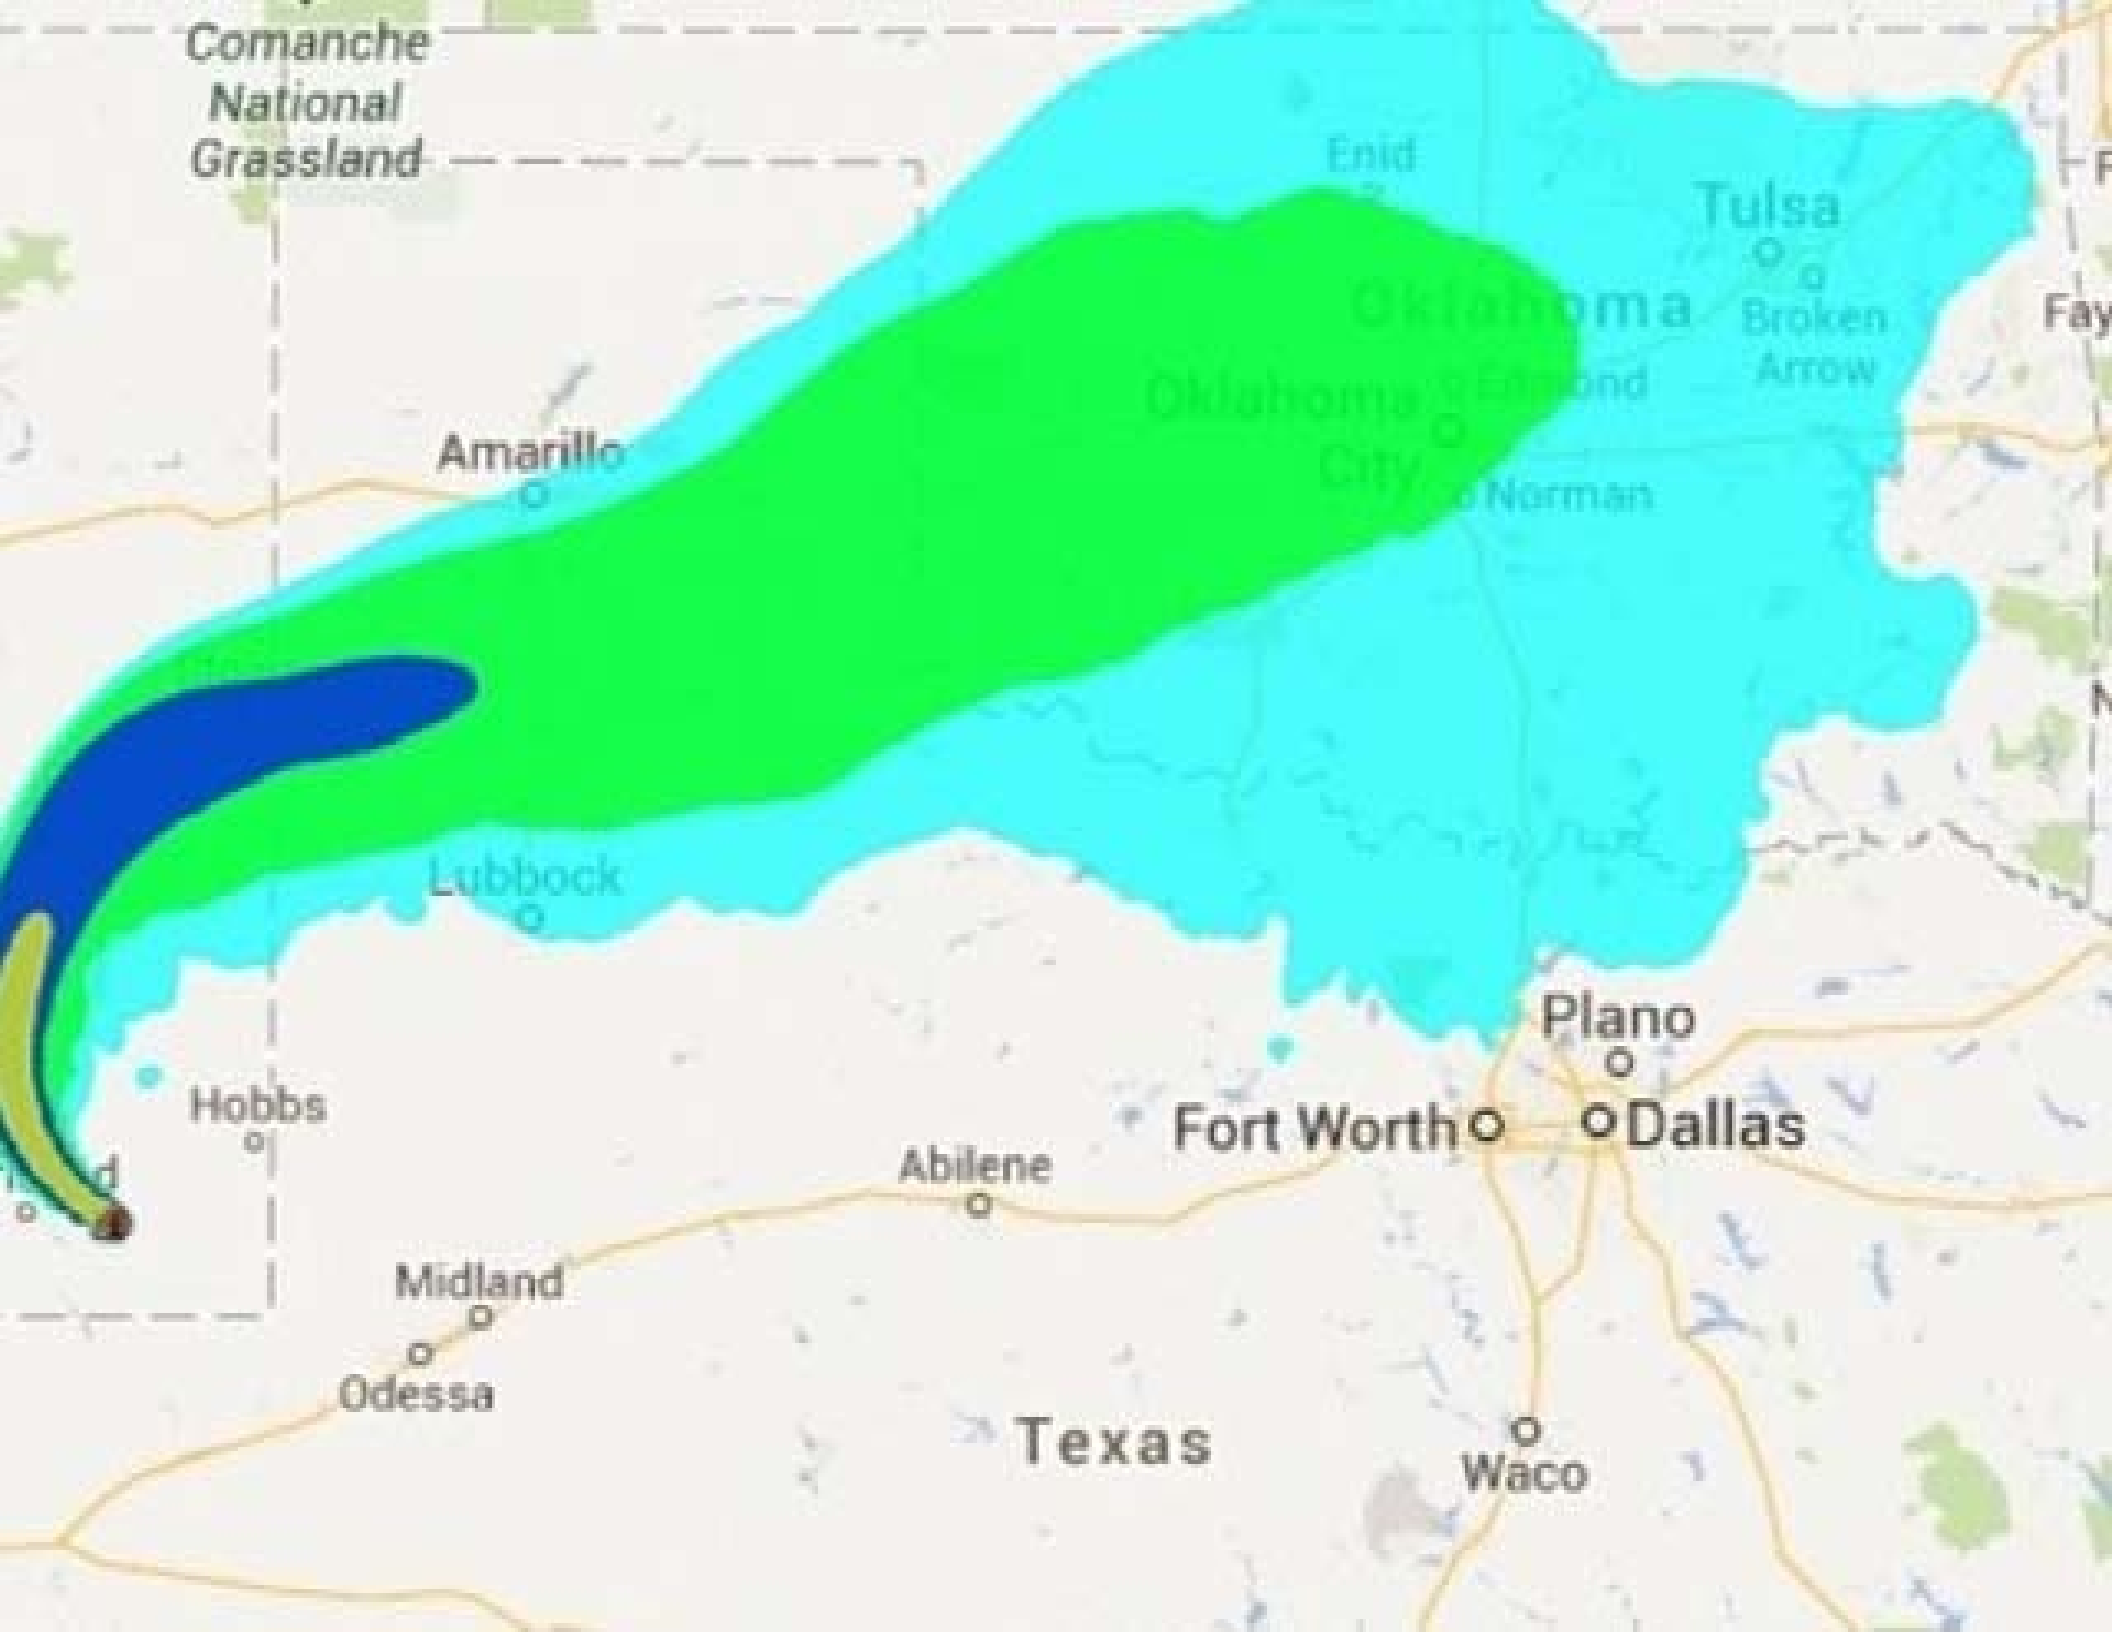 Comanche
National
Grassland
Enid
Tulsa
Oklahoma
Broken
Arrow
Fay
Edmond
Oklahoma
City
Amarillo
Norman
Lubbock
Plano
Hobbs
Fort Worth
Dallas
Abilene
Midland
Odessa
Texas
Waco